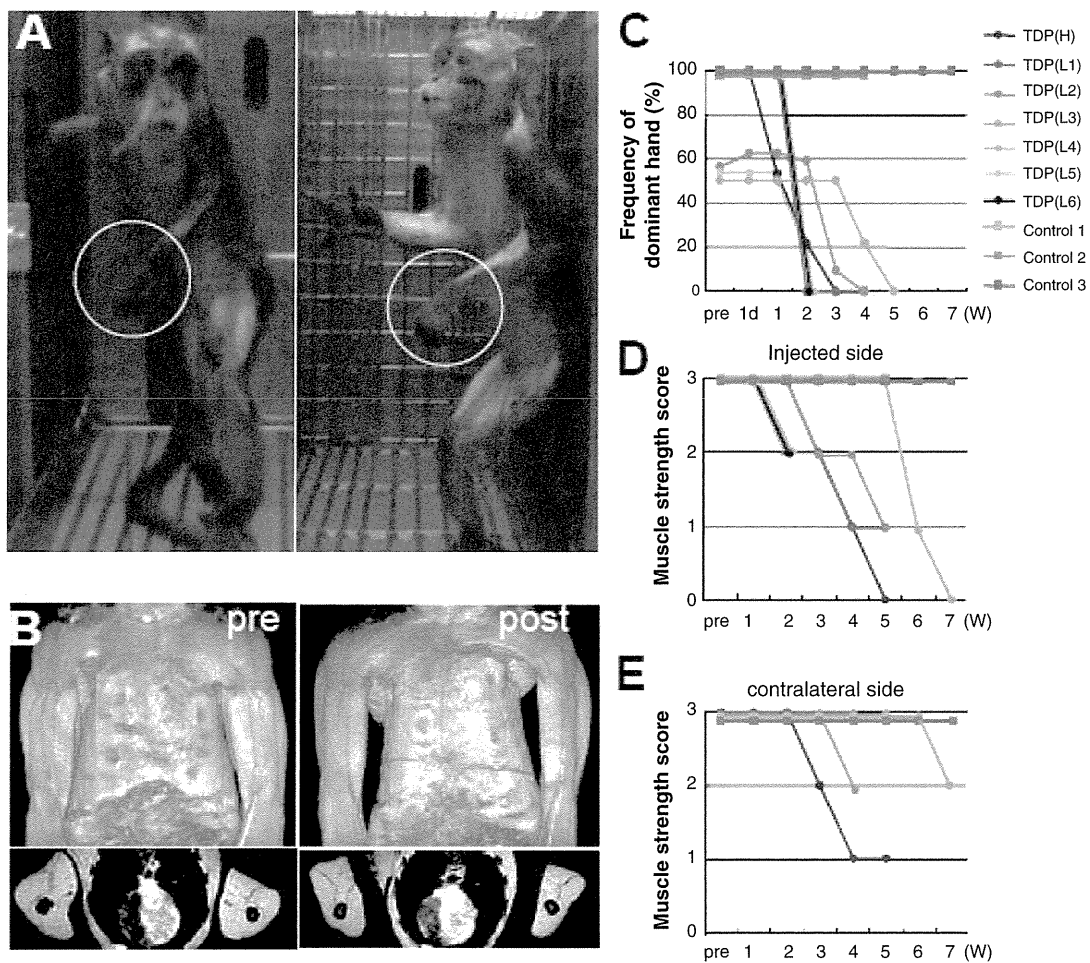 A
B
pre
post
C
Frequency of
dominant hand (%)
100
80
60
40
20
0
pre 1d 1 2 3 4 5 6 7 (W)
TDP(H)
TDP(L1)
TDP(L2)
TDP(L3)
TDP(L4)
TDP(L5)
TDP(L6)
Control 1
Control 2
Control 3
D
Injected side
Muscle strength score
3
2
1
0
pre 1 2 3 4 5 6 7 (W)
E
contralateral side
Muscle strength score
3
2
1
0
pre 1 2 3 4 5 6 7 (W)